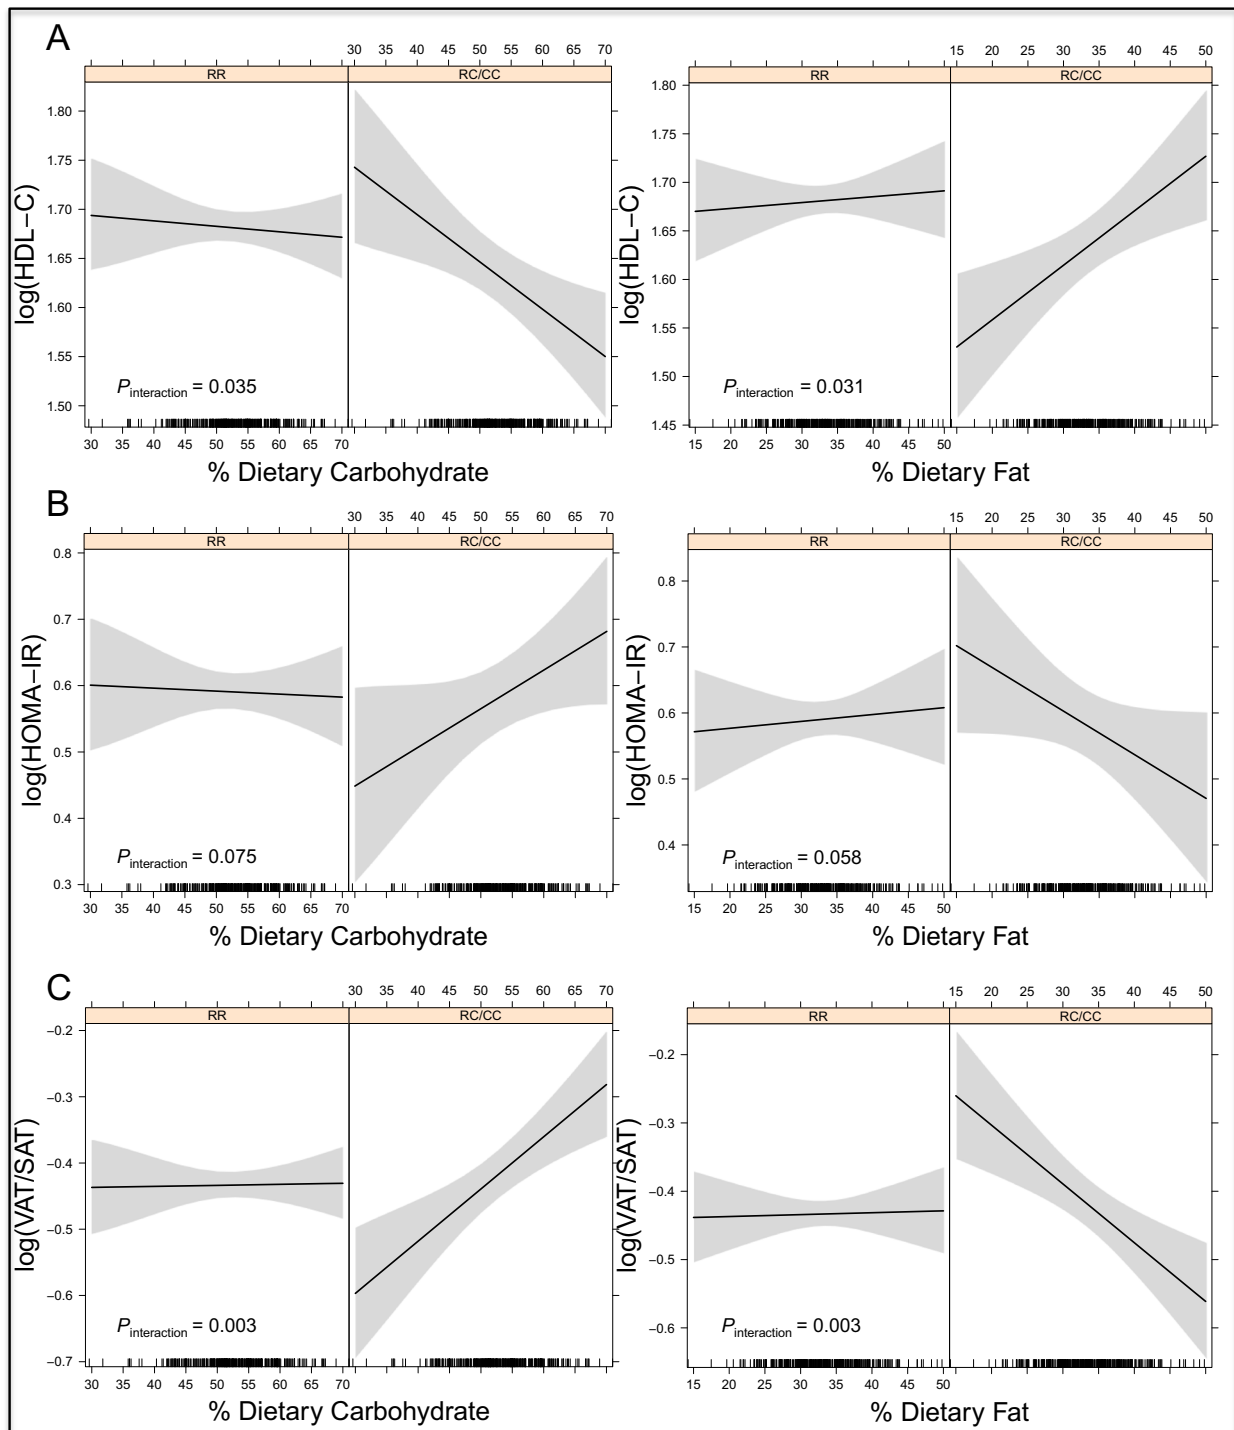 A
30 40 45 50 55 60 65 70
RR RC/CC
log(HDL–C)
1.80
1.75
1.70
1.65
1.60
1.55
1.50
P interaction = 0.035
30 35 40 45 50 55 60 65 70
% Dietary Carbohydrate
15 20 25 30 35 40 45 50
RR RC/CC
log(HDL–C)
1.80
1.75
1.70
1.65
1.60
1.55
1.50
1.45
P interaction = 0.031
15 20 25 30 35 40 45 50
% Dietary Fat
B
30 40 45 50 55 60 65 70
RR RC/CC
log(HOMA–IR)
0.8
0.7
0.6
0.5
0.4
0.3
P interaction = 0.075
30 35 40 45 50 55 60 65 70
% Dietary Carbohydrate
15 20 25 30 35 40 45 50
RR RC/CC
log(HOMA–IR)
0.8
0.7
0.6
0.5
0.4
P interaction = 0.058
15 20 25 30 35 40 45 50
% Dietary Fat
C
30 40 45 50 55 60 65 70
RR RC/CC
log(VAT/SAT)
−0.2
−0.3
−0.4
−0.5
−0.6
−0.7
P interaction = 0.003
30 35 40 45 50 55 60 65 70
% Dietary Carbohydrate
15 20 25 30 35 40 45 50
RR RC/CC
log(VAT/SAT)
−0.2
−0.3
−0.4
−0.5
−0.6
P interaction = 0.003
15 20 25 30 35 40 45 50
% Dietary Fat